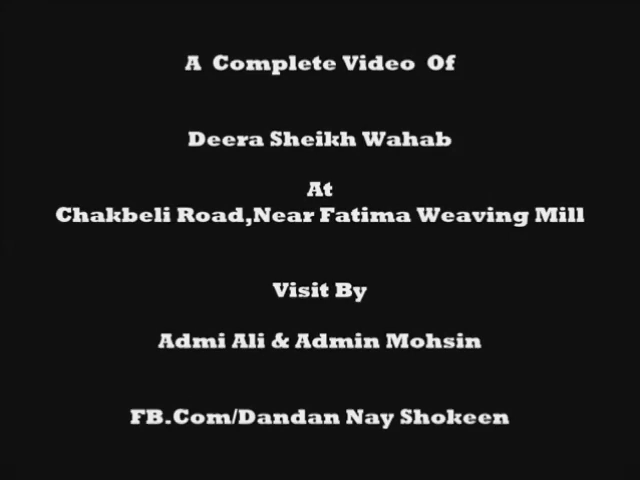 A Complete Video Of
Deera Sheikh Wahab
At
Chakbeli Road,Near Fatima Weaving Mill
Visit By
Admi Ali & Admin Mohsin
FB.Com/Dandan Nay Shokeen